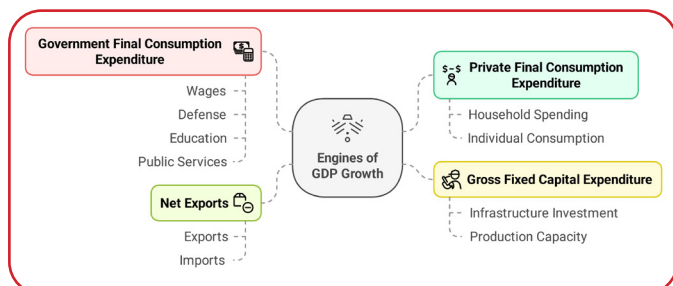 Government Final Consumption
Expenditure
Wages
Defense
Education
Public Services
Net Exports
Exports
Imports
Engines of
GDP Growth
$-$
Private Final Consumption
Expenditure
Household Spending
Individual Consumption
Gross Fixed Capital Expenditure
Infrastructure Investment
Production Capacity